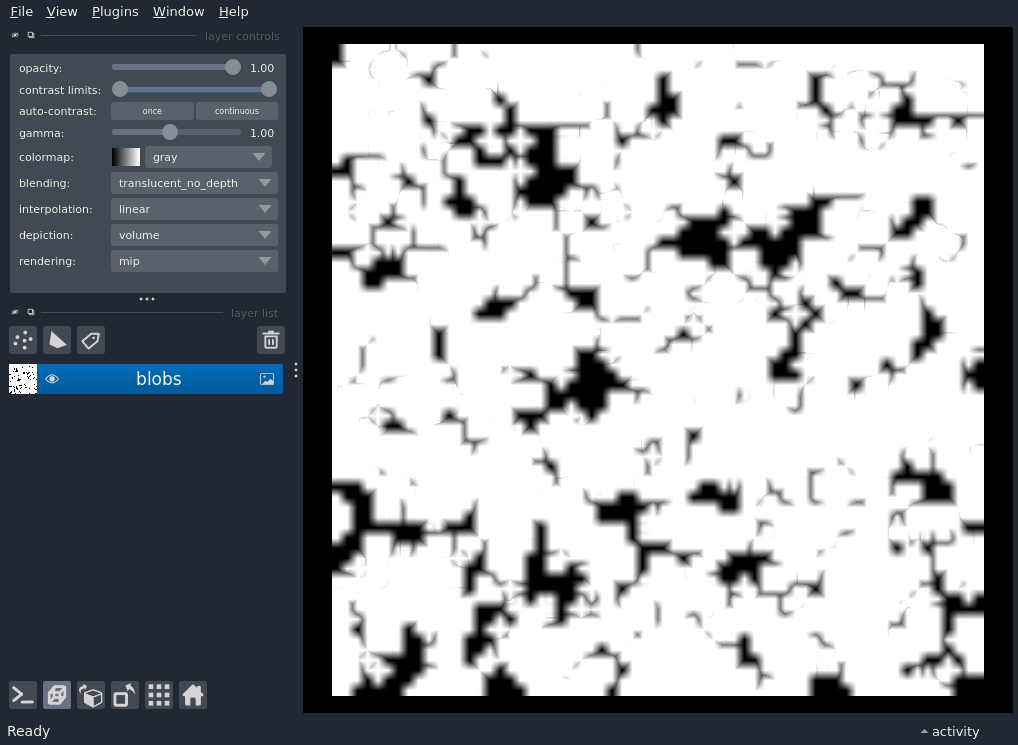 File View Plugins Window Help
layer controls
opacity: 1.00
contrast limits:
auto-contrast: once continuous
gamma: 1.00
colormap: gray
blending: translucent_no_depth
interpolation: linear
depiction: volume
rendering: mip
layer list
blobs
Ready
activity